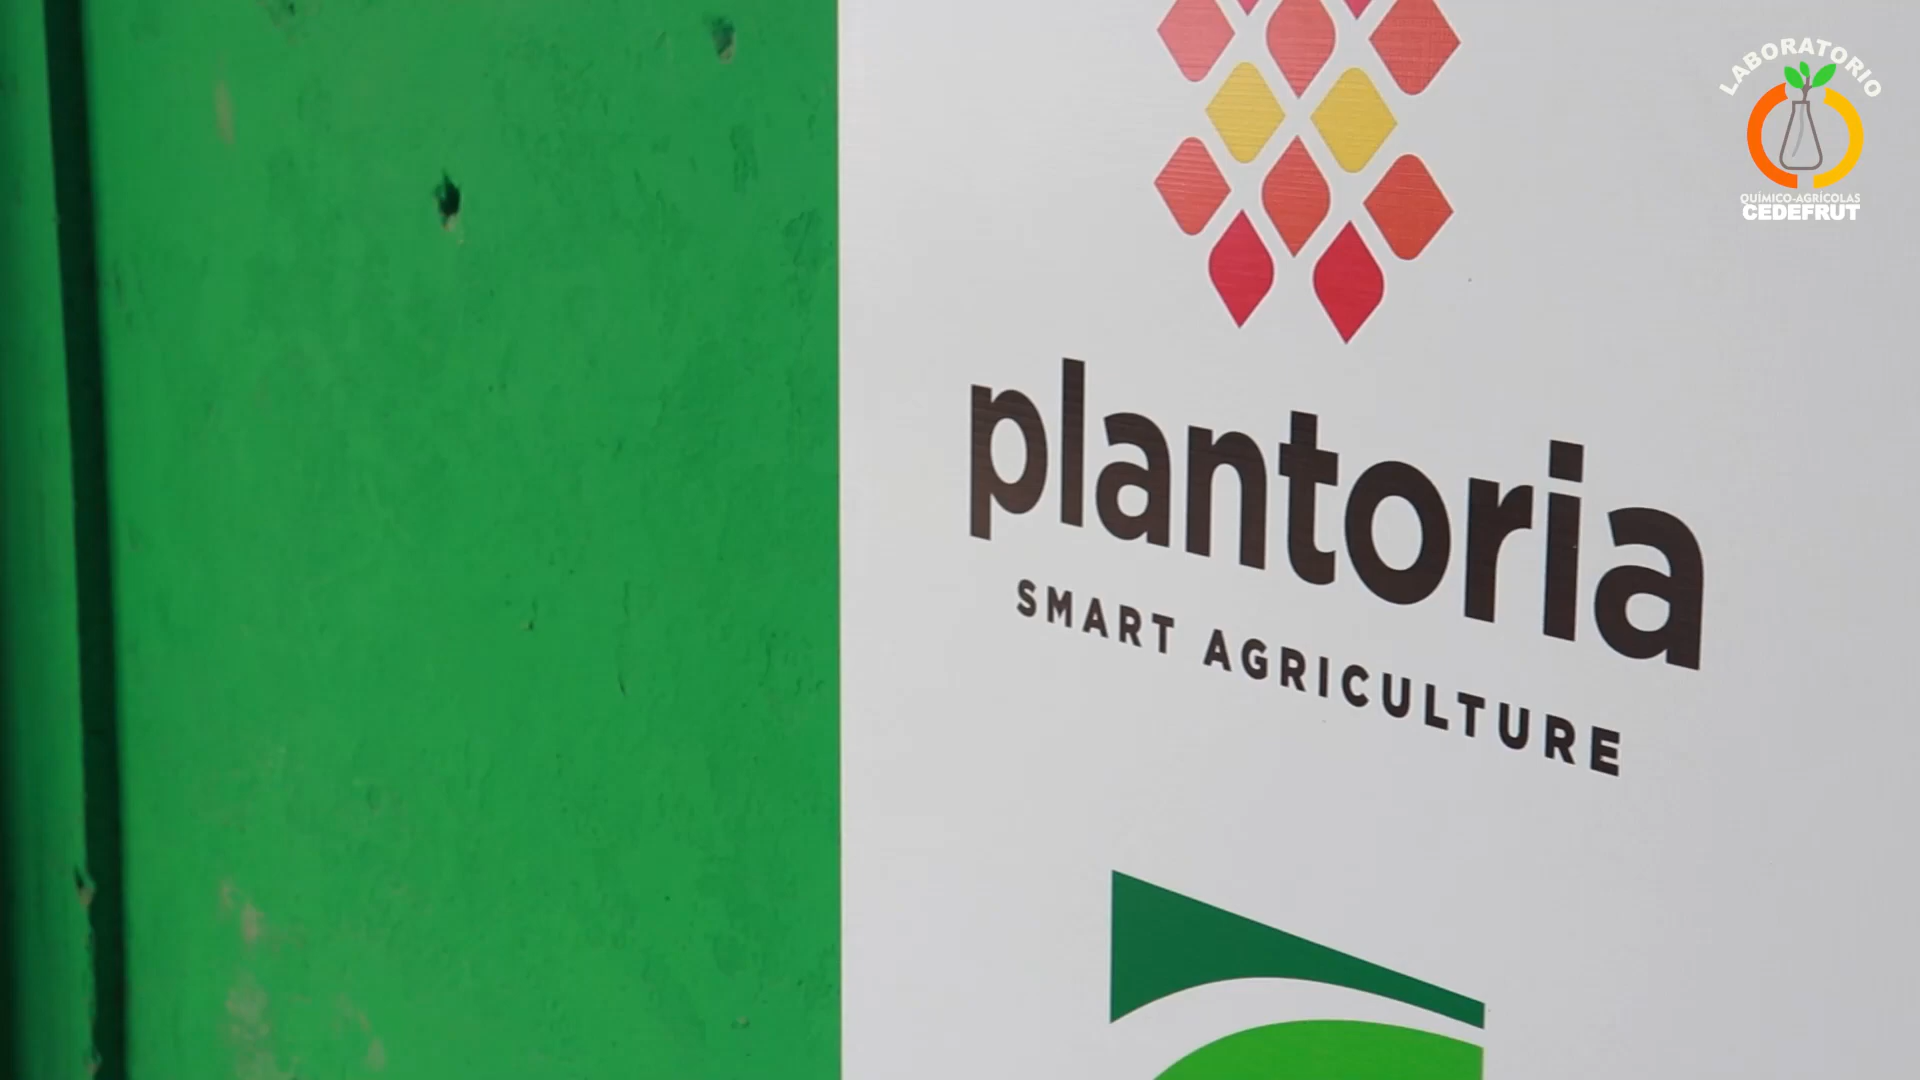 LABORATORIO
QUÍMICO-AGRÍCOLAS
CEDEFRUT
plantoria
SMART AGRICULTURE